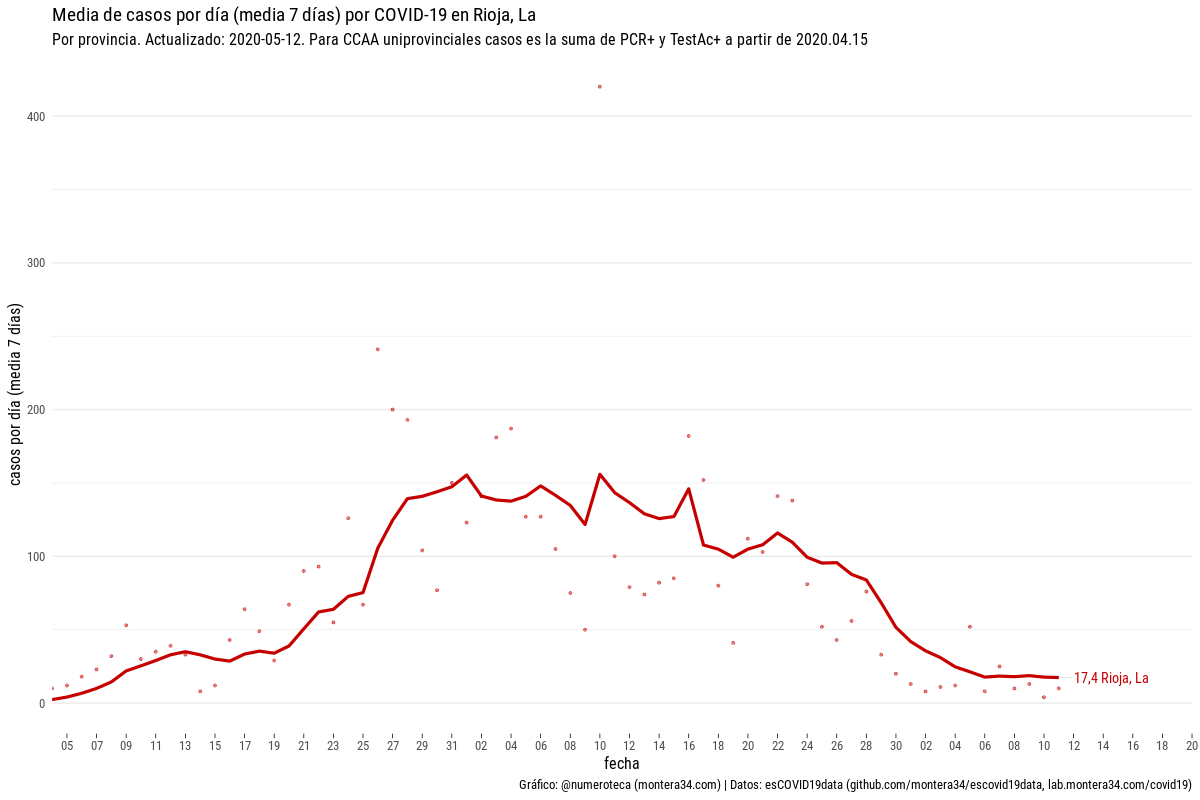 Media de casos por día (media 7 días) por COVID-19 en Rioja, La
Por provincia. Actualizado: 2020-05-12. Para CCAA uniprovinciales casos es la suma de PCR+ y TestAc+ a partir de 2020.04.15
400
300
200
100
0
casos por día (media 7 días)
17,4 Rioja, La
05 07 09 11 13 15 17 19 21 23 25 27 29 31 02 04 06 08 10 12 14 16 18 20 22 24 26 28 30 02 04 06 08 10 12 14 16 18 20
fecha
Gráfico: @numeroteca (montera34.com) | Datos: esCOVID19data (github.com/montera34/escovid19data, lab.montera34.com/covid19)